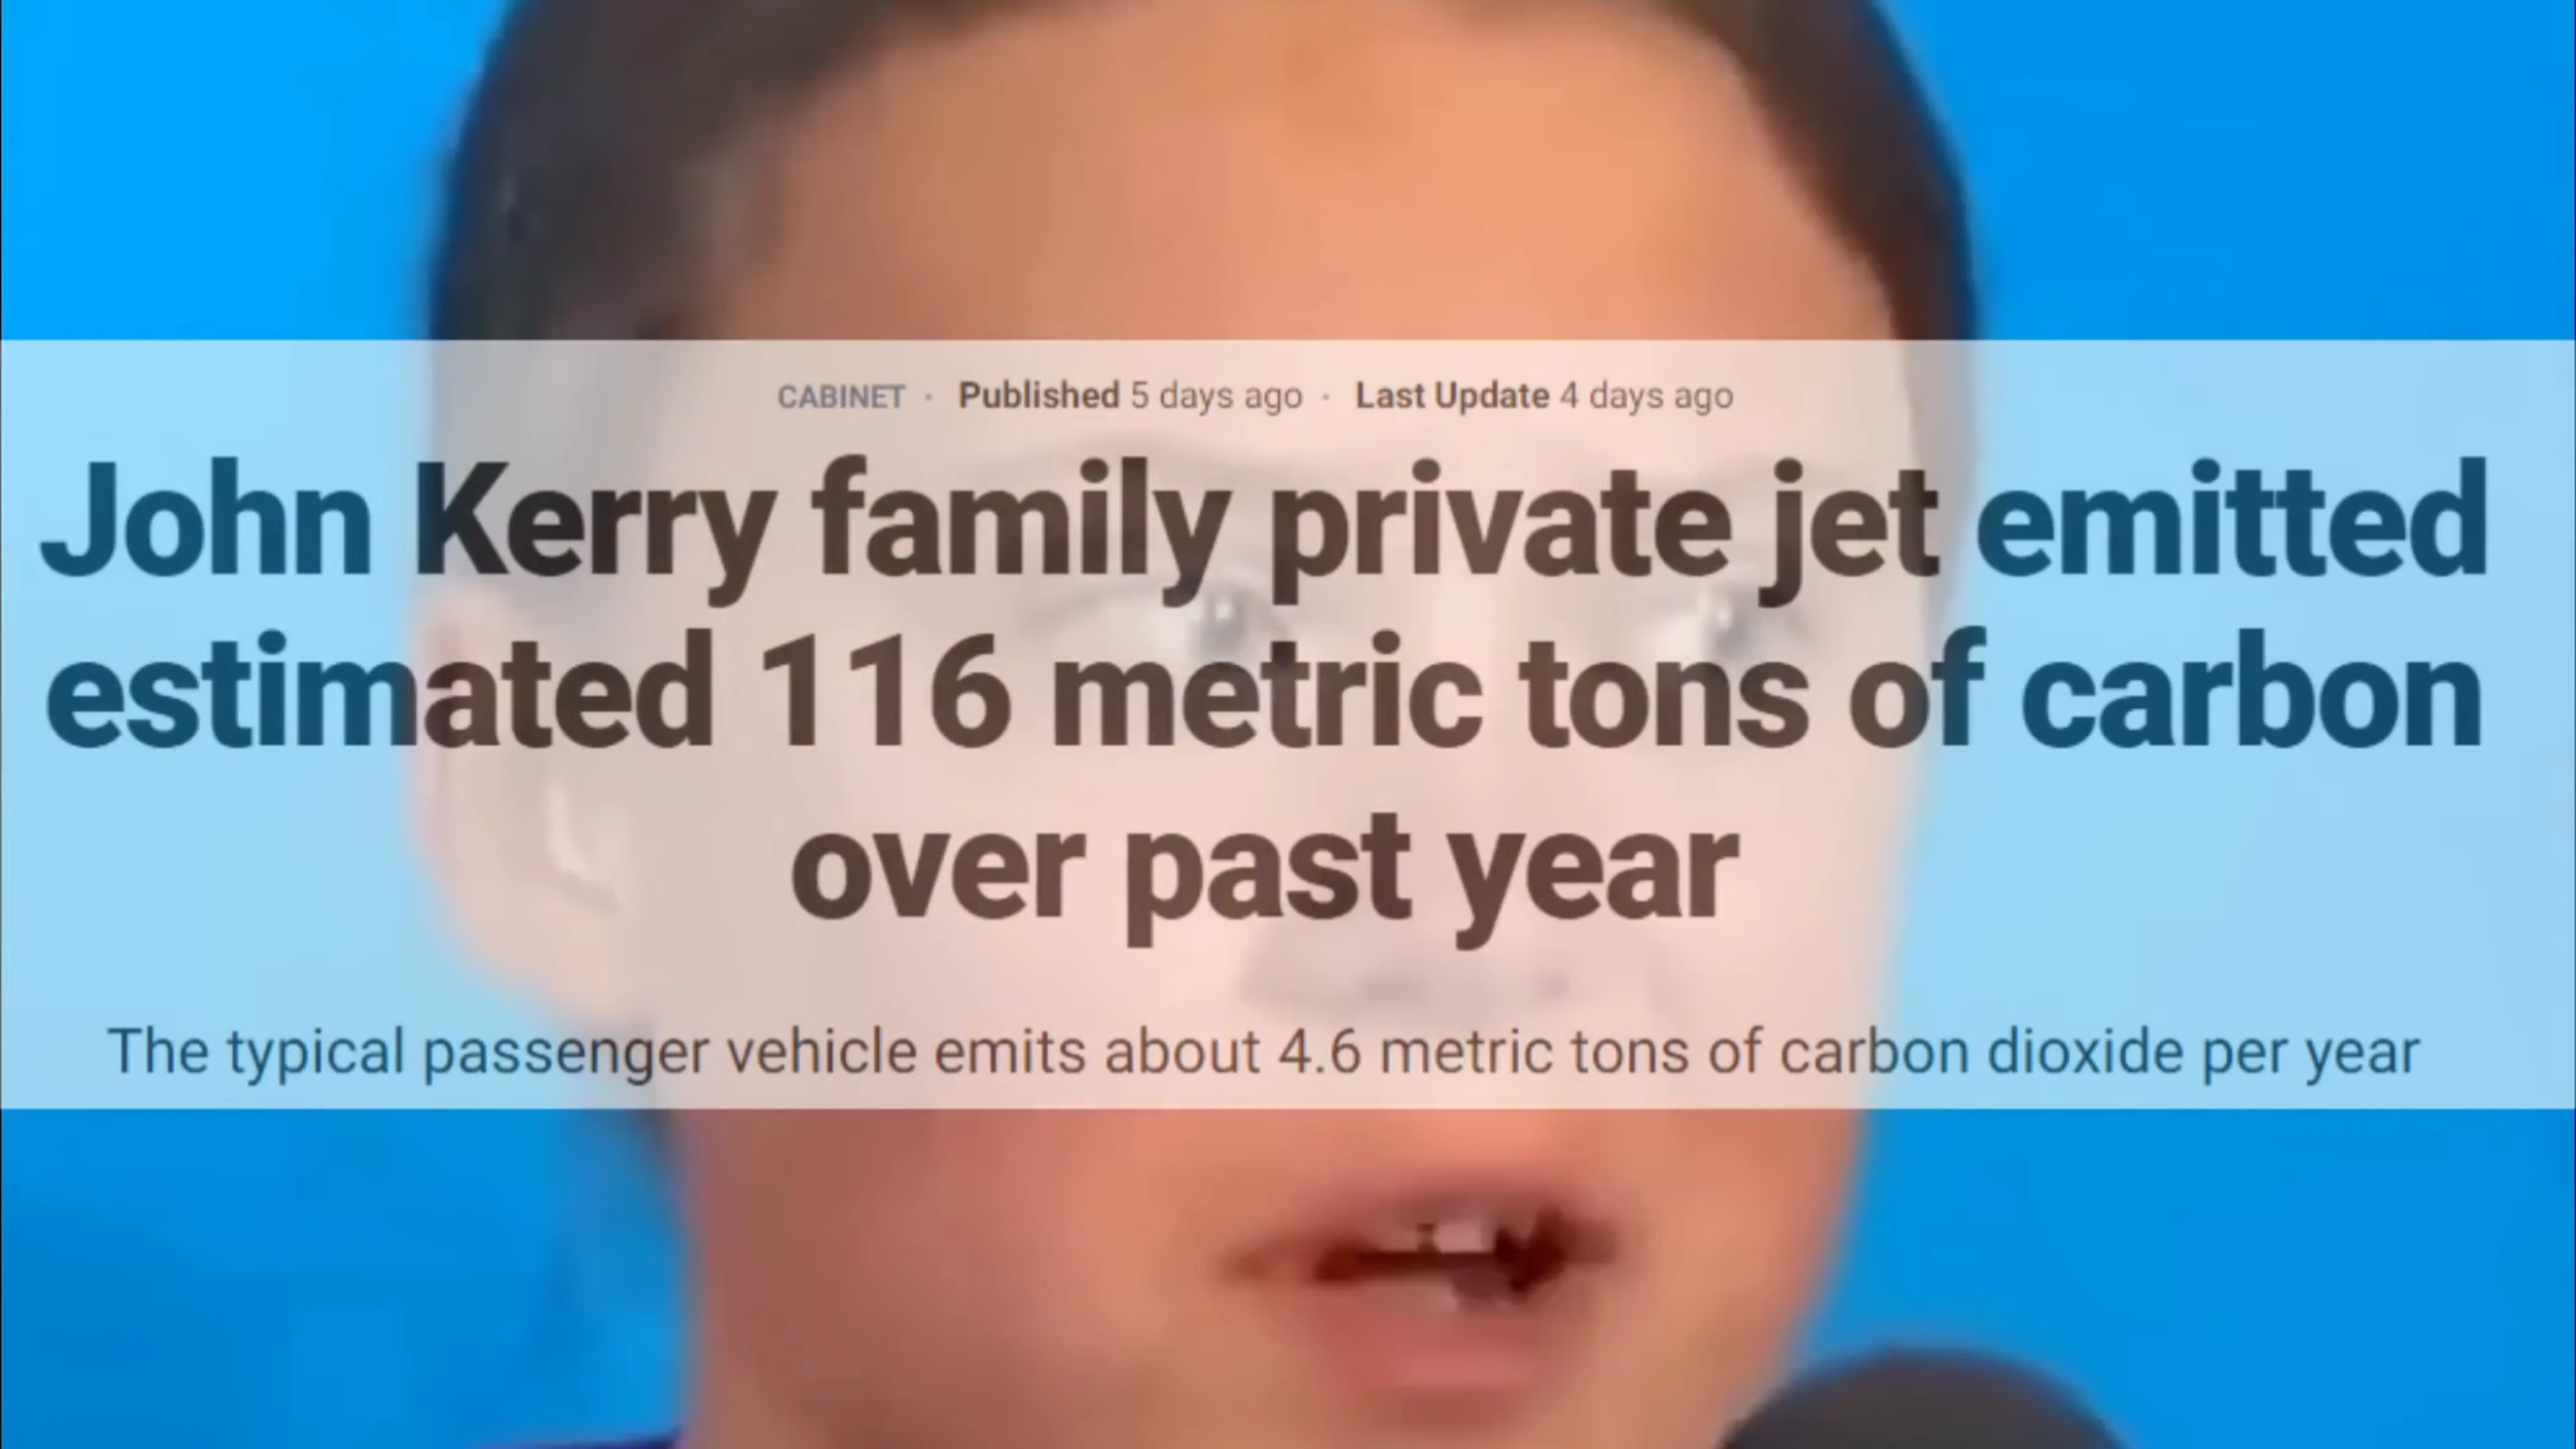 CABINET · Published 5 days ago · Last Update 4 days ago
John Kerry family private jet emitted
estimated 116 metric tons of carbon
over past year
The typical passenger vehicle emits about 4.6 metric tons of carbon dioxide per year